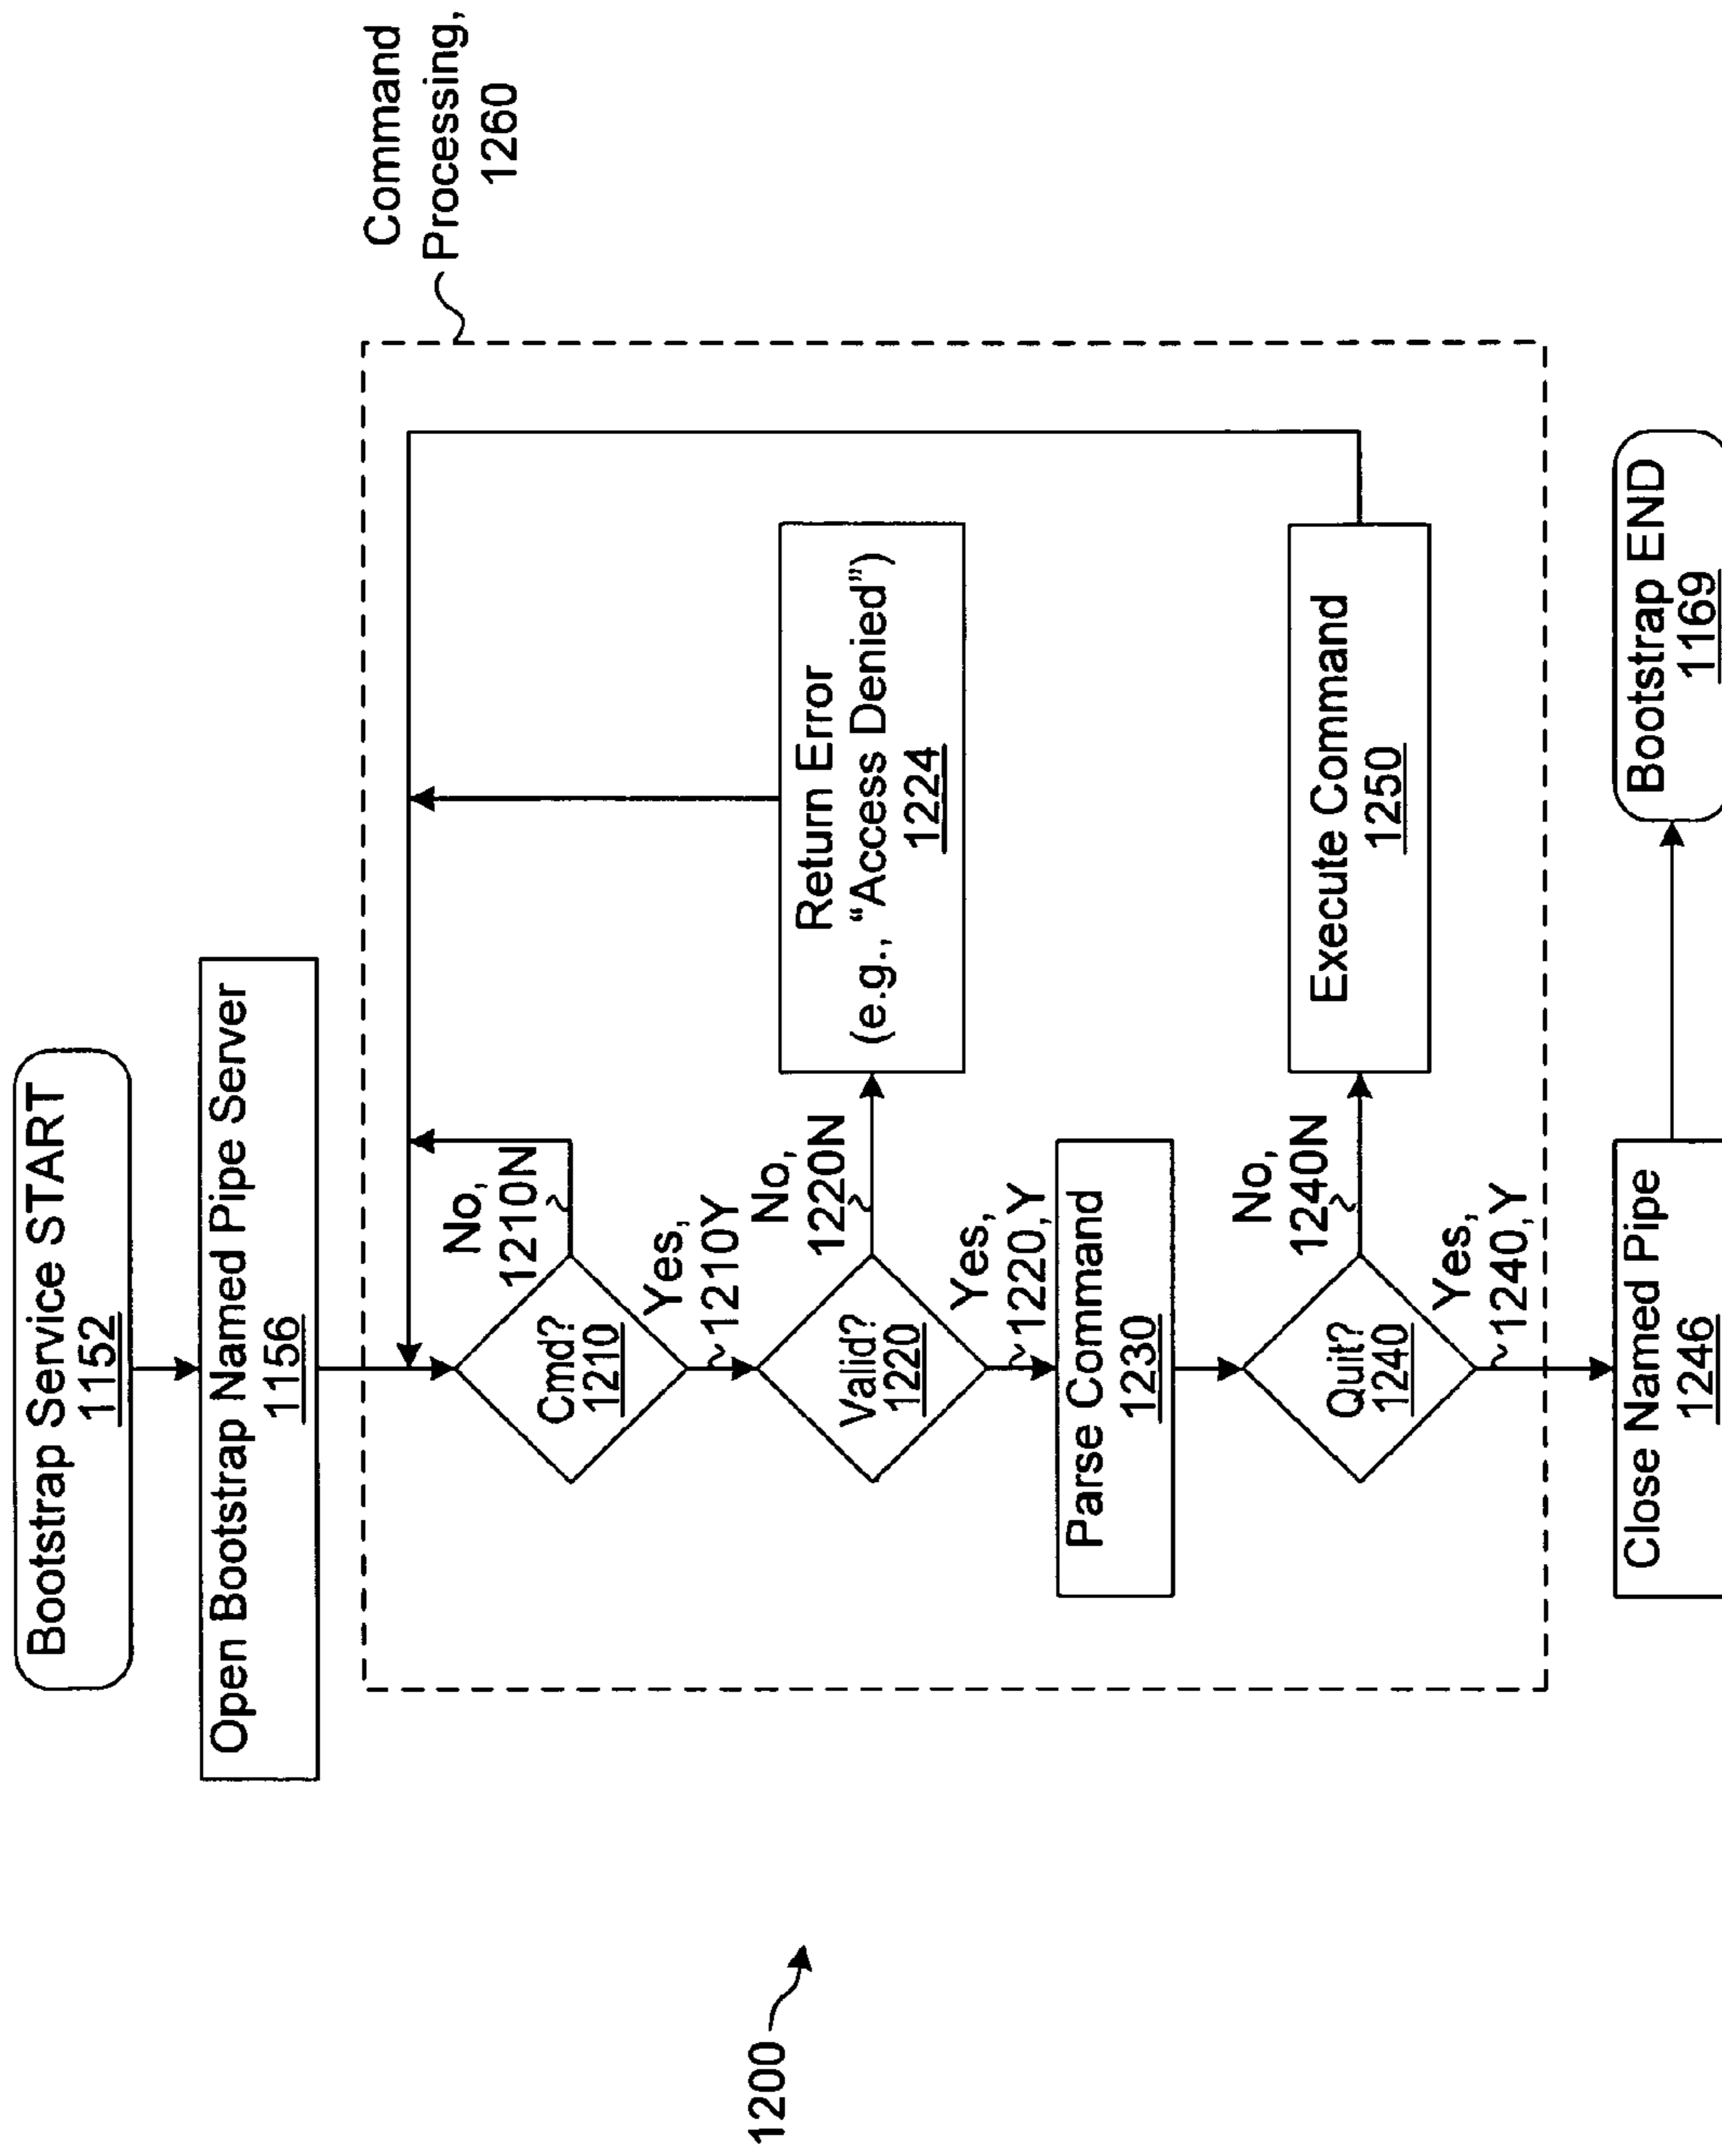 Bootstrap Service START
1152
Open Bootstrap Named Pipe Server
1156
Command
Processing,
1260
No,
1210N
Cmd?
1210
Yes,
1210Y
No,
1220N
Valid?
1220
Return Error
(e.g., “Access Denied”)
1224
Yes,
1220,Y
Parse Command
1230
No,
1240N
Quit?
1240
Execute Command
1250
Yes,
1240,Y
Close Named Pipe
1246
Bootstrap END
1169
1200